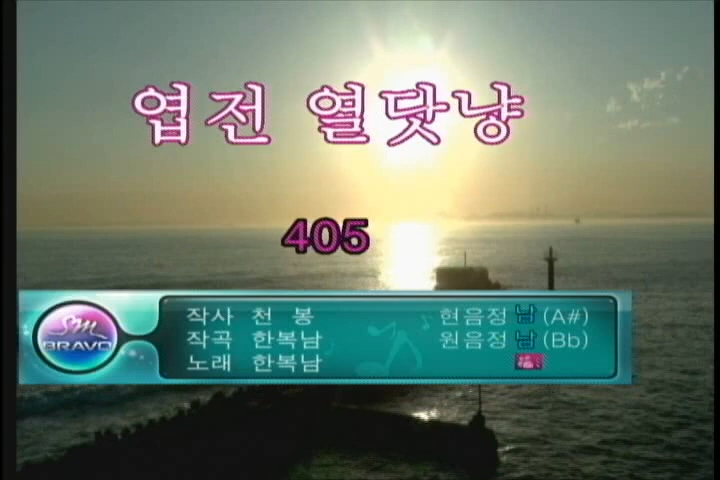 엽전 열닷냥
405
작사 천 봉 현음정 남 (A#)
작곡 한복남 원음정 남 (Bb)
노래 한복남
SM
BRAVO